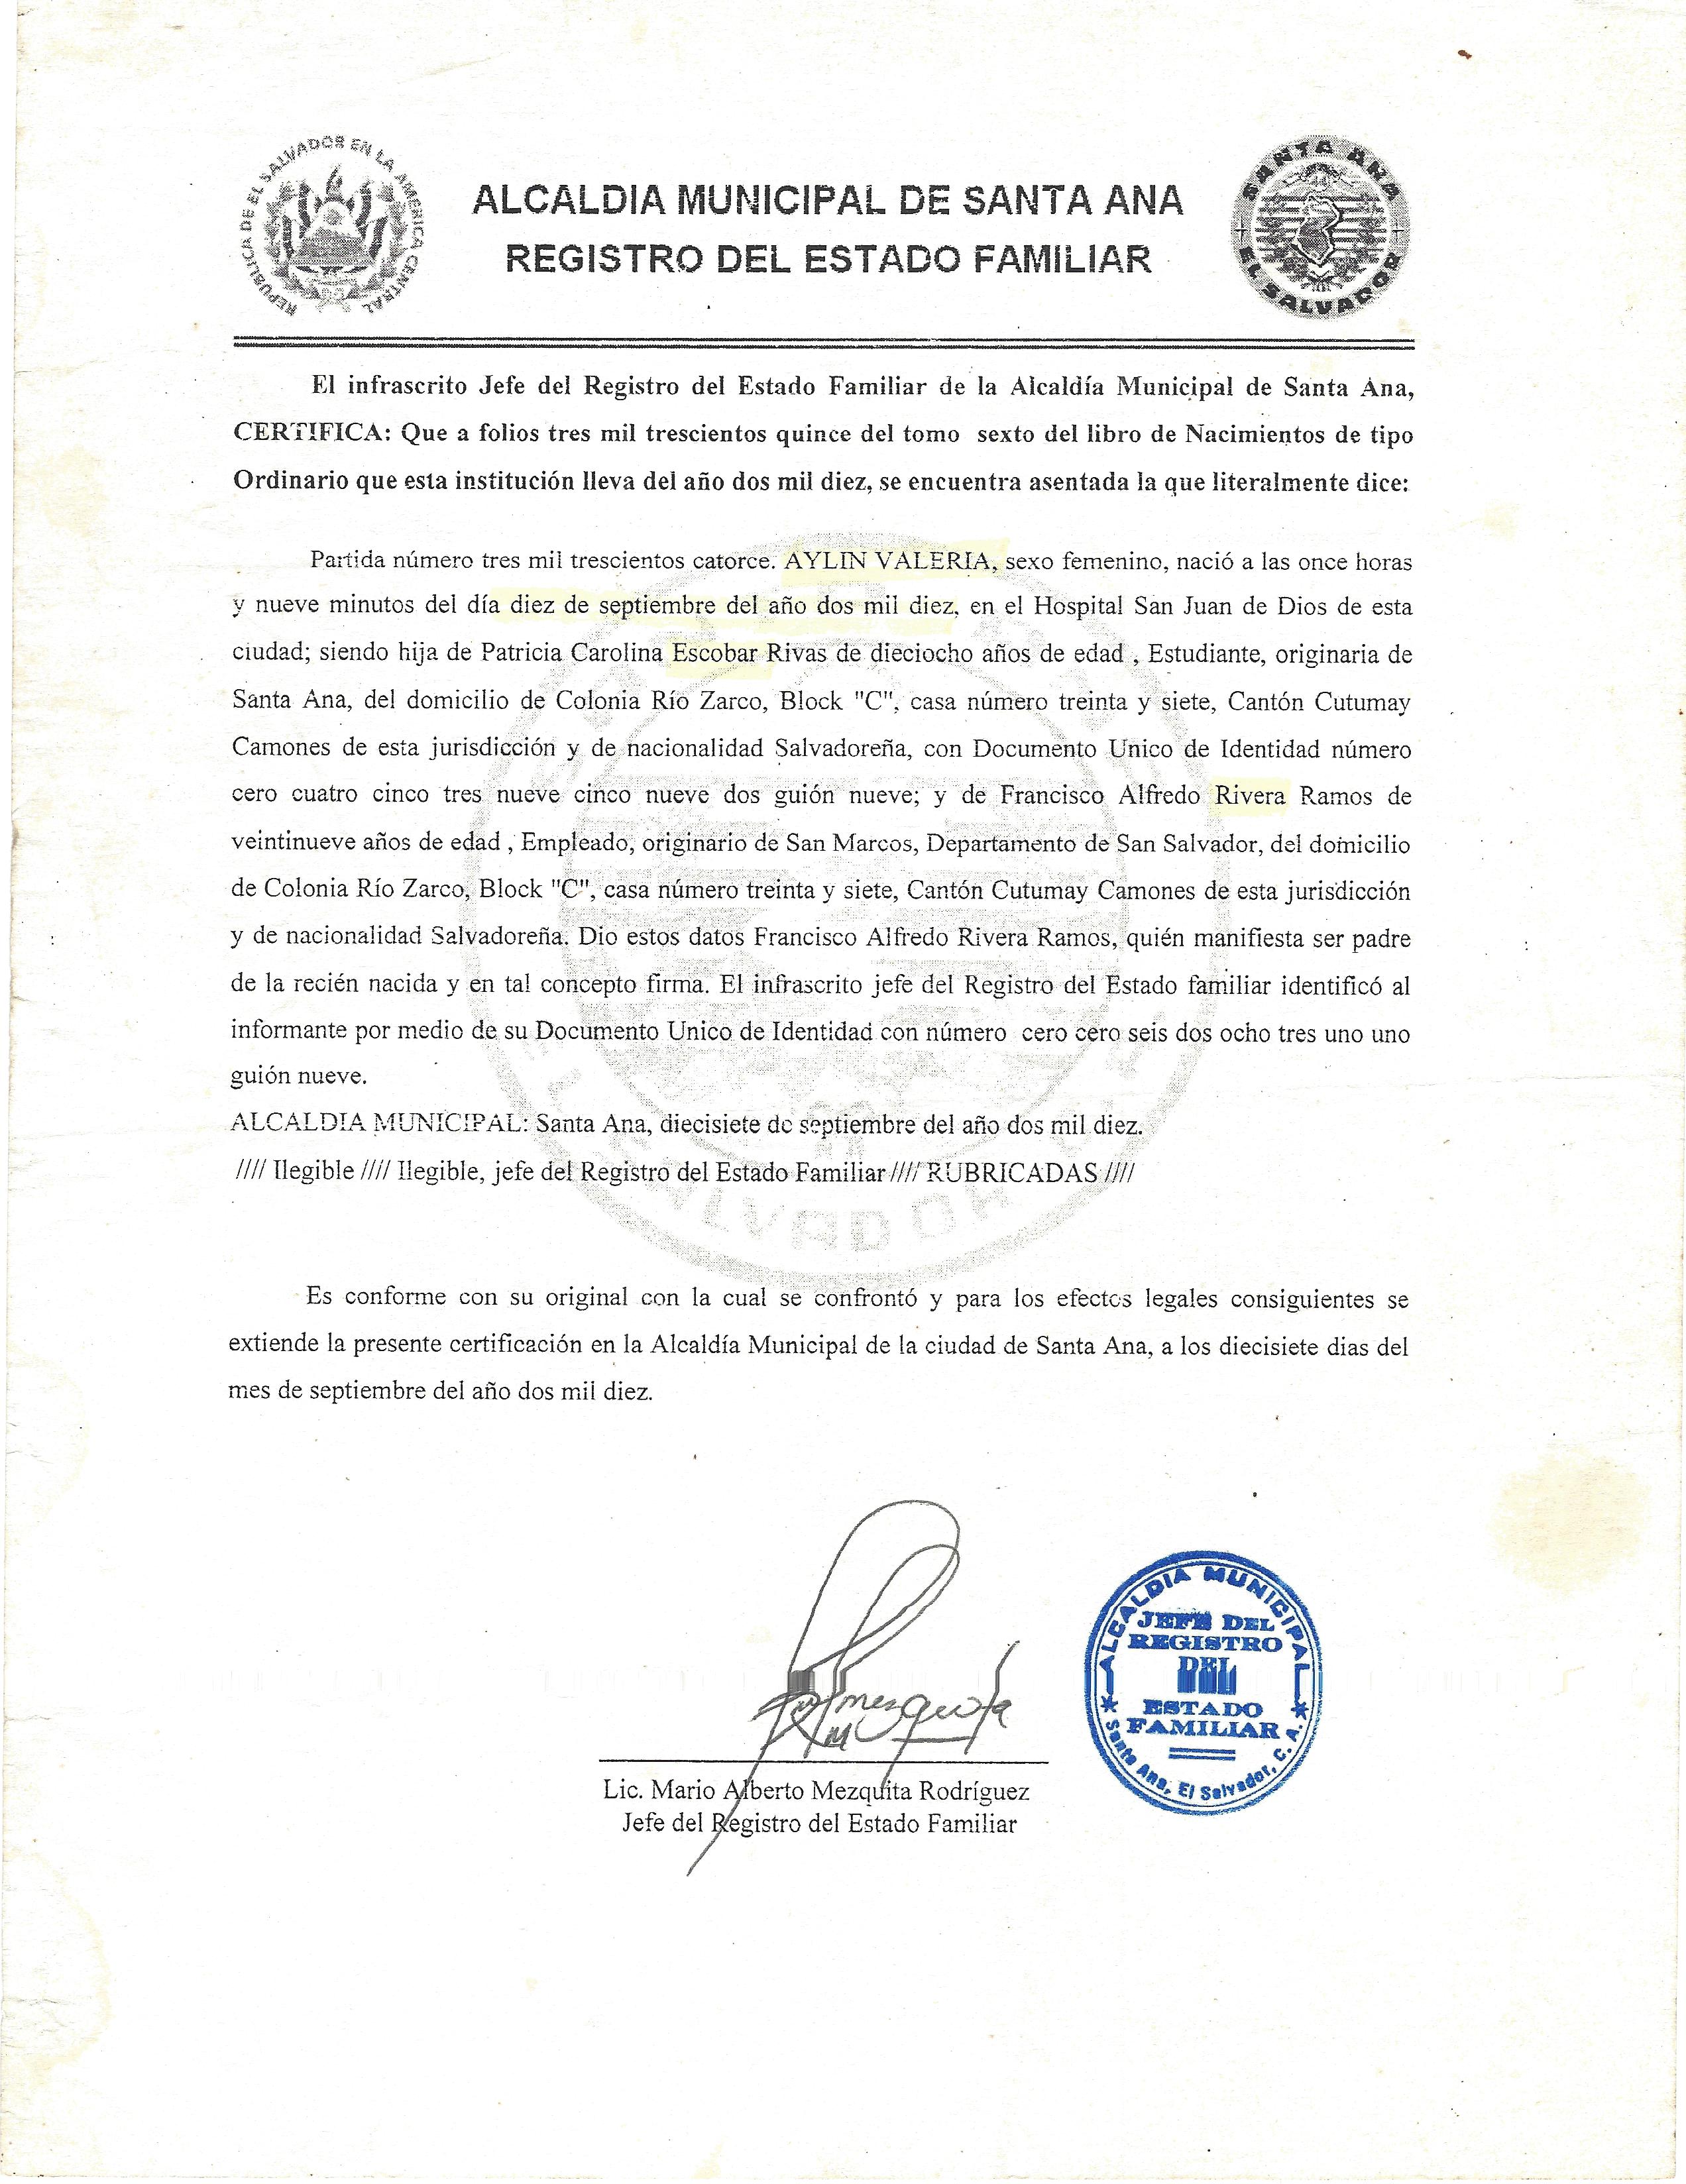 REPUBLICA DE EL SALVADOR EN LA AMERICA CENTRAL
ALCALDIA MUNICIPAL DE SANTA ANA
REGISTRO DEL ESTADO FAMILIAR
SANTA ANA
EL SALVADOR
El infrascrito Jefe del Registro del Estado Familiar de la Alcaldía Municipal de Santa Ana,
CERTIFICA: Que a folios tres mil trescientos quince del tomo sexto del libro de Nacimientos de tipo
Ordinario que esta institución lleva del año dos mil diez, se encuentra asentada la que literalmente dice:
Partida número tres mil trescientos catorce. AYLIN VALERIA, sexo femenino, nació a las once horas
y nueve minutos del día diez de septiembre del año dos mil diez, en el Hospital San Juan de Dios de esta
ciudad; siendo hija de Patricia Carolina Escobar Rivas de dieciocho años de edad , Estudiante, originaria de
Santa Ana, del domicilio de Colonia Río Zarco, Block "C", casa número treinta y siete, Cantón Cutumay
Camones de esta jurisdicción y de nacionalidad Salvadoreña, con Documento Unico de Identidad número
cero cuatro cinco tres nueve cinco nueve dos guión nueve; y de Francisco Alfredo Rivera Ramos de
veintinueve años de edad , Empleado, originario de San Marcos, Departamento de San Salvador, del domicilio
de Colonia Río Zarco, Block "C", casa número treinta y siete, Cantón Cutumay Camones de esta jurisdicción
y de nacionalidad Salvadoreña. Dio estos datos Francisco Alfredo Rivera Ramos, quién manifiesta ser padre
de la recién nacida y en tal concepto firma. El infrascrito jefe del Registro del Estado familiar identificó al
informante por medio de su Documento Unico de Identidad con número cero cero seis dos ocho tres uno uno
guión nueve.
ALCALDIA MUNICIPAL: Santa Ana, diecisiete de septiembre del año dos mil diez.
//// Ilegible //// Ilegible, jefe del Registro del Estado Familiar //// RUBRICADAS ////
Es conforme con su original con la cual se confrontó y para los efectos legales consiguientes se
extiende la presente certificación en la Alcaldía Municipal de la ciudad de Santa Ana, a los diecisiete dias del
mes de septiembre del año dos mil diez.
Lic. Mario Alberto Mezquita Rodríguez
Jefe del Registro del Estado Familiar
ALCALDIA MUNICIPAL
JEFE DEL
REGISTRO
DEL
ESTADO
FAMILIAR
Santa Ana, El Salvador, C. A.